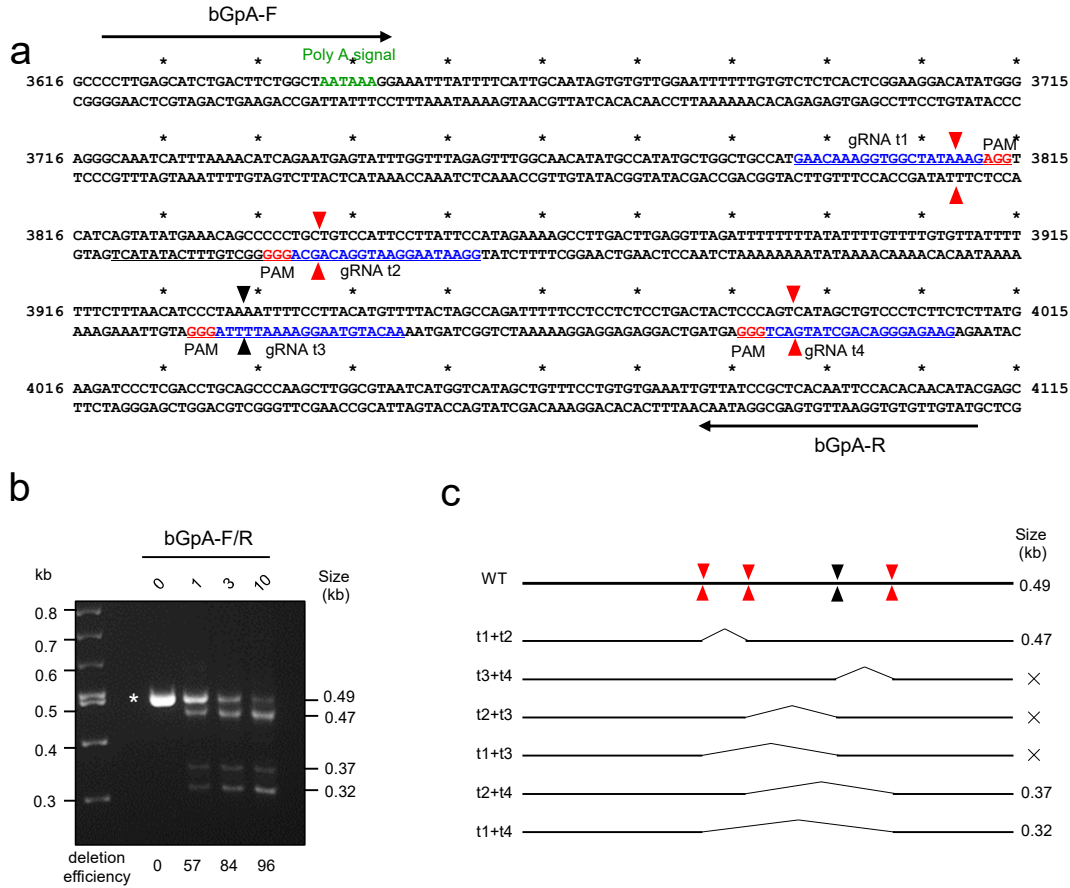 bGpA-F
a
Poly A signal
* * * * * * * * * *
3616 GCCCCTTGAGCATCTGACTTCTGGCTAATAAAGGAAATTTATTTTCATTGCAATAGTGTGTTGGAATTTTTTGTGTCTCTCACTCGGAAGGACATATGGG 3715
CGGGGAACTCGTAGACTGAAGACCGATTATTTCCTTTAAATAAAAGTAACGTTATCACACAACCTTAAAAAACACAGAGAGTGAGCCTTCCTGTATACCC
* * * * * * * * * *
gRNA t1 PAM
3716 AGGGCAAATCATTTAAAACATCAGAATGAGTATTTGGTTTAGAGTTTGGCAACATATGCCATATGCTGGCTGCCATGAACAAAGGTGGCTATAAAGAGGT 3815
TCCCGTTTAGTAAATTTTGTAGTCTTACTCATAAACCAAATCTCAAACCGTTGTATACGGTATACGACCGACGGTACTTGTTTCCACCGATATTTCTCCA
* * * * * * * * * *
3816 CATCAGTATATGAAACAGCCCCCTGCTGTCCATTCCTTATTCCATAGAAAAGCCTTGACTTGAGGTTAGATTTTTTTTATATTTTGTTTTGTGTTATTTT 3915
GTAGTCATATACTTTGTCGGGGGACGACAGGTAAGGAATAAGGTATCTTTTCGGAACTGAACTCCAATCTAAAAAAAATATAAAACAAAACACAATAAAA
PAM gRNA t2
* * * * * * * * * *
3916 TTTCTTTAACATCCCTAAAATTTTCCTTACATGTTTTACTAGCCAGATTTTTCCTCCTCTCCTGACTACTCCCAGTCATAGCTGTCCCTCTTCTCTTATG 4015
AAAGAAATTGTAGGGATTTTAAAAGGAATGTACAAAATGATCGGTCTAAAAAGGAGGAGAGGACTGATGAGGGTCAGTATCGACAGGGAGAAGAGAATAC
PAM gRNA t3 PAM gRNA t4
* * * * * * * * * *
4016 AAGATCCCTCGACCTGCAGCCCAAGCTTGGCGTAATCATGGTCATAGCTGTTTCCTGTGTGAAATTGTTATCCGCTCACAATTCCACACAACATACGAGC 4115
TTCTAGGGAGCTGGACGTCGGGTTCGAACCGCATTAGTACCAGTATCGACAAAGGACACACTTTAACAATAGGCGAGTGTTAAGGTGTGTTGTATGCTCG
bGpA-R
b
bGpA-F/R
kb 0 1 3 10 Size
(kb)
0.8
0.7
0.6
*
0.5
0.4
0.3
0.49
0.47
0.37
0.32
deletion
efficiency
0 57 84 96
c
Size
(kb)
WT 0.49
t1+t2 0.47
t3+t4 ×
t2+t3 ×
t1+t3 ×
t2+t4 0.37
t1+t4 0.32